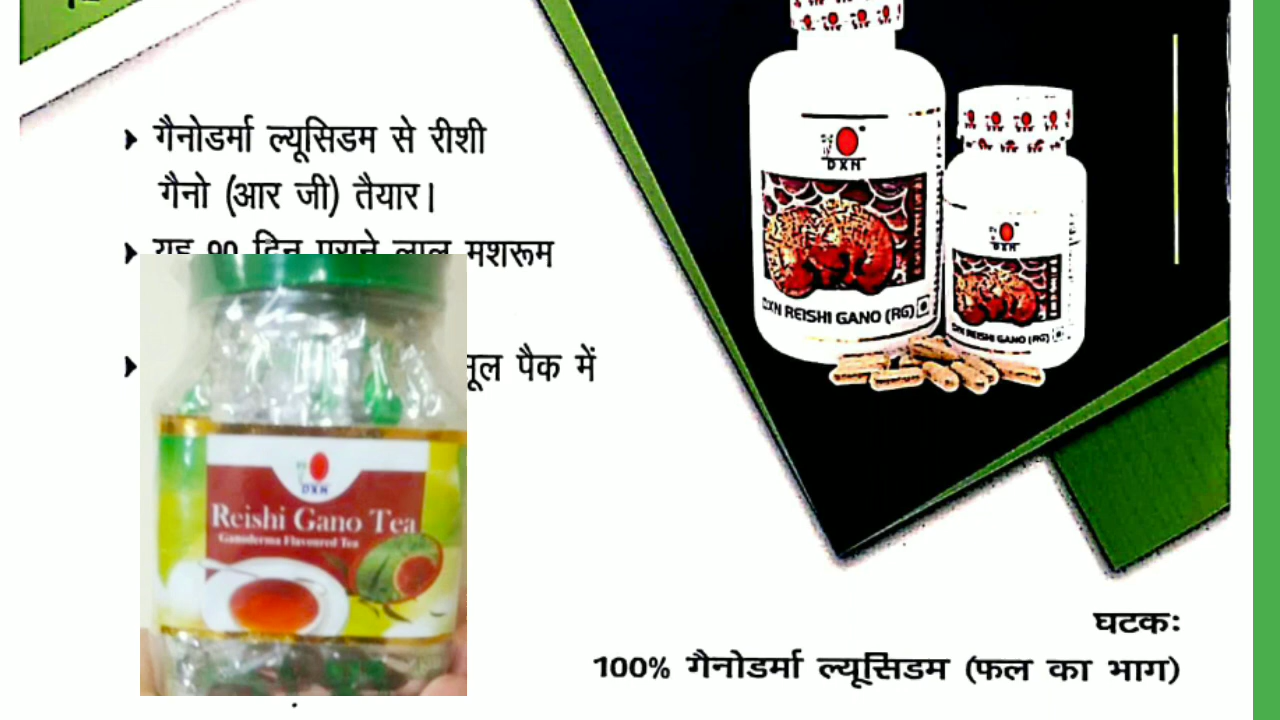 गैनोडर्मा ल्यूसिडम से रीशी
गैनो (आर जी) तैयार।
यह 90 दिन पुराने लाल मशरूम
पैक में
DXN
Reishi Gano Tea
Ganoderma Flavoured Tea
DXN
DXN REISHI GANO (RG)
DXN
DXN REISHI GANO (RG)
घटक:
100% गैनोडर्मा ल्यूसिडम (फल का भाग)